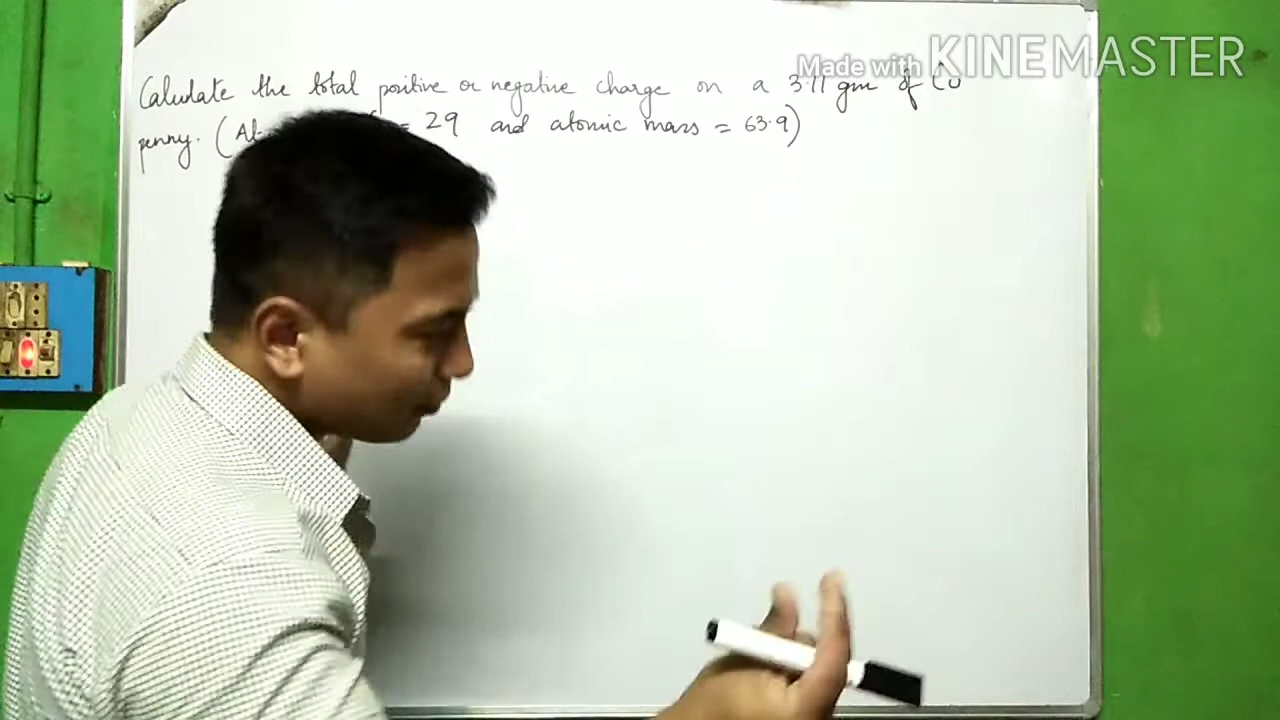 Made with KINEMASTER
Calculate the total positive or negative charge on a 3.11 gm of Cu
penny. (At = 29 and atomic mass = 63.9)